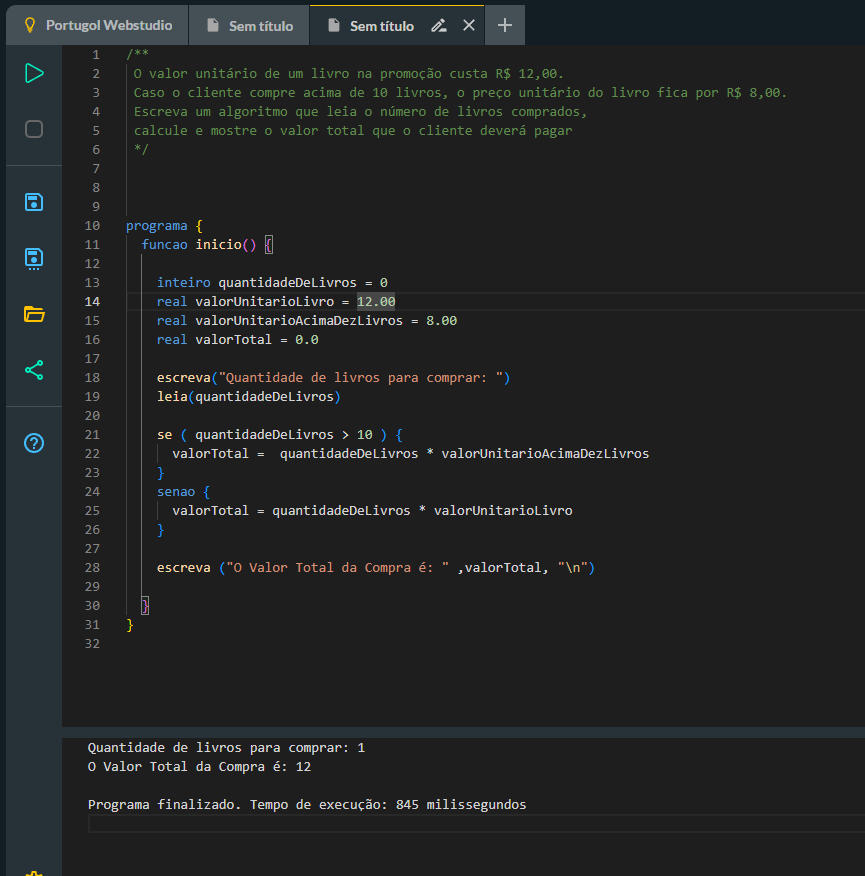 Portugol Webstudio
Sem título
Sem título
1 /**
2 O valor unitário de um livro na promoção custa R$ 12,00.
3 Caso o cliente compre acima de 10 livros, o preço unitário do livro fica por R$ 8,00.
4 Escreva um algoritmo que leia o número de livros comprados,
5 calcule e mostre o valor total que o cliente deverá pagar
6 */
7
8
9
10 programa {
11 funcao inicio() {
12
13 inteiro quantidadeDeLivros = 0
14 real valorUnitarioLivro = 12.00
15 real valorUnitarioAcimaDezLivros = 8.00
16 real valorTotal = 0.0
17
18 escreva("Quantidade de livros para comprar: ")
19 leia(quantidadeDeLivros)
20
21 se ( quantidadeDeLivros > 10 ) {
22 valorTotal =  quantidadeDeLivros * valorUnitarioAcimaDezLivros
23 }
24 senao {
25 valorTotal = quantidadeDeLivros * valorUnitarioLivro
26 }
27
28 escreva ("O Valor Total da Compra é: " ,valorTotal, "\n")
29
30 }
31 }
32
Quantidade de livros para comprar: 1
O Valor Total da Compra é: 12
Programa finalizado. Tempo de execução: 845 milissegundos